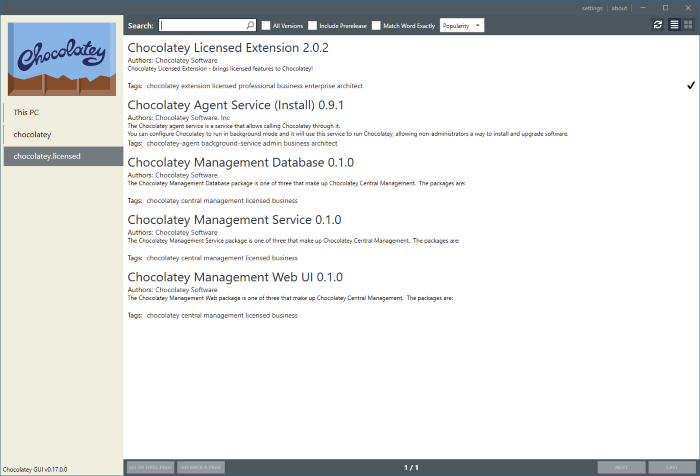 settings about
Search: All Versions Include Prerelease Match Word Exactly Popularity
Chocolatey
This PC
chocolatey
chocolatey.licensed
Chocolatey Licensed Extension 2.0.2
Authors: Chocolatey Software
Chocolatey Licensed Extension - brings licensed features to Chocolatey!
Tags: chocolatey extension licensed professional business enterprise architect
Chocolatey Agent Service (Install) 0.9.1
Authors: Chocolatey Software, Inc
The Chocolatey agent service is a service that allows calling Chocolatey through it.
You can configure Chocolatey to run in background mode and it will use this service to run Chocolatey, allowing non-administrators a way to install and upgrade software.
Tags: chocolatey-agent background-service admin business architect
Chocolatey Management Database 0.1.0
Authors: Chocolatey Software
The Chocolatey Management Database package is one of three that make up Chocolatey Central Management. The packages are:
Tags: chocolatey central management licensed business
Chocolatey Management Service 0.1.0
Authors: Chocolatey Software
The Chocolatey Management Service package is one of three that make up Chocolatey Central Management. The packages are:
Tags: chocolatey central management licensed business
Chocolatey Management Web UI 0.1.0
Authors: Chocolatey Software
The Chocolatey Management Web package is one of three that make up Chocolatey Central Management. The packages are:
Tags: chocolatey central management licensed business
Chocolatey GUI v0.17.0.0
GO TO FIRST PAGE GO BACK A PAGE 1 / 1 NEXT LAST